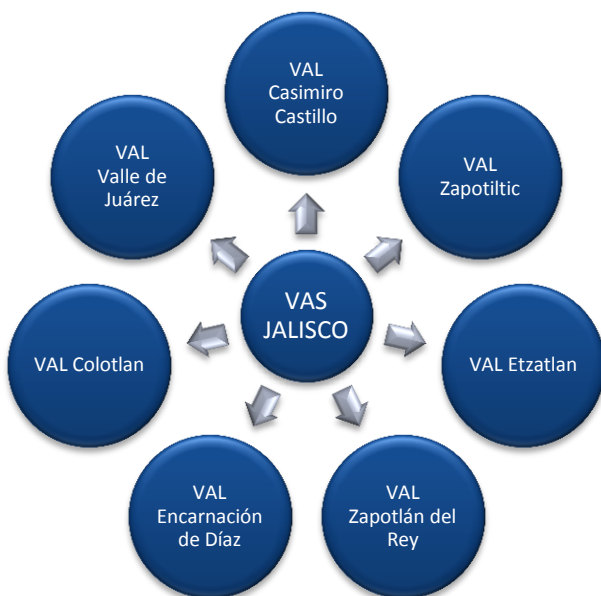 VAL
Casimiro
Castillo
VAL
Zapotiltic
VAL Etzatlan
VAL
Zapotlán del
Rey
VAL
Encarnación
de Díaz
VAL Colotlan
VAL
Valle de
Juárez
VAS
JALISCO